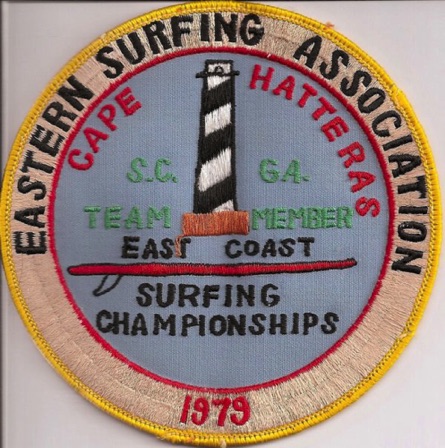 EASTERN SURFING ASSOCIATION
CAPE HATTERAS
S.C. GA.
TEAM MEMBER
EAST COAST
SURFING
CHAMPIONSHIPS
1979